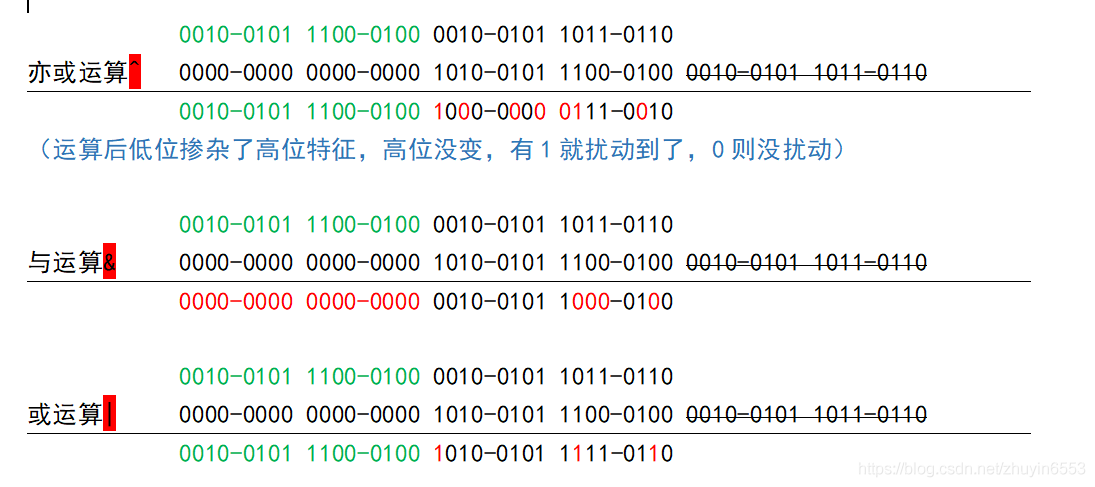 0010-0101 1100-0100 0010-0101 1011-0110
亦或运算^ 0000-0000 0000-0000 1010-0101 1100-0100 0010-0101 1011-0110
0010-0101 1100-0100 1000-0000 0111-0010
（运算后低位掺杂了高位特征，高位没变，有1就扰动到了，0则没扰动）
0010-0101 1100-0100 0010-0101 1011-0110
与运算& 0000-0000 0000-0000 1010-0101 1100-0100 0010-0101 1011-0110
0000-0000 0000-0000 0010-0101 1000-0100
0010-0101 1100-0100 0010-0101 1011-0110
或运算| 0000-0000 0000-0000 1010-0101 1100-0100 0010-0101 1011-0110
0010-0101 1100-0100 1010-0101 1111-0110
https://blog.csdn.net/zhuyin6553